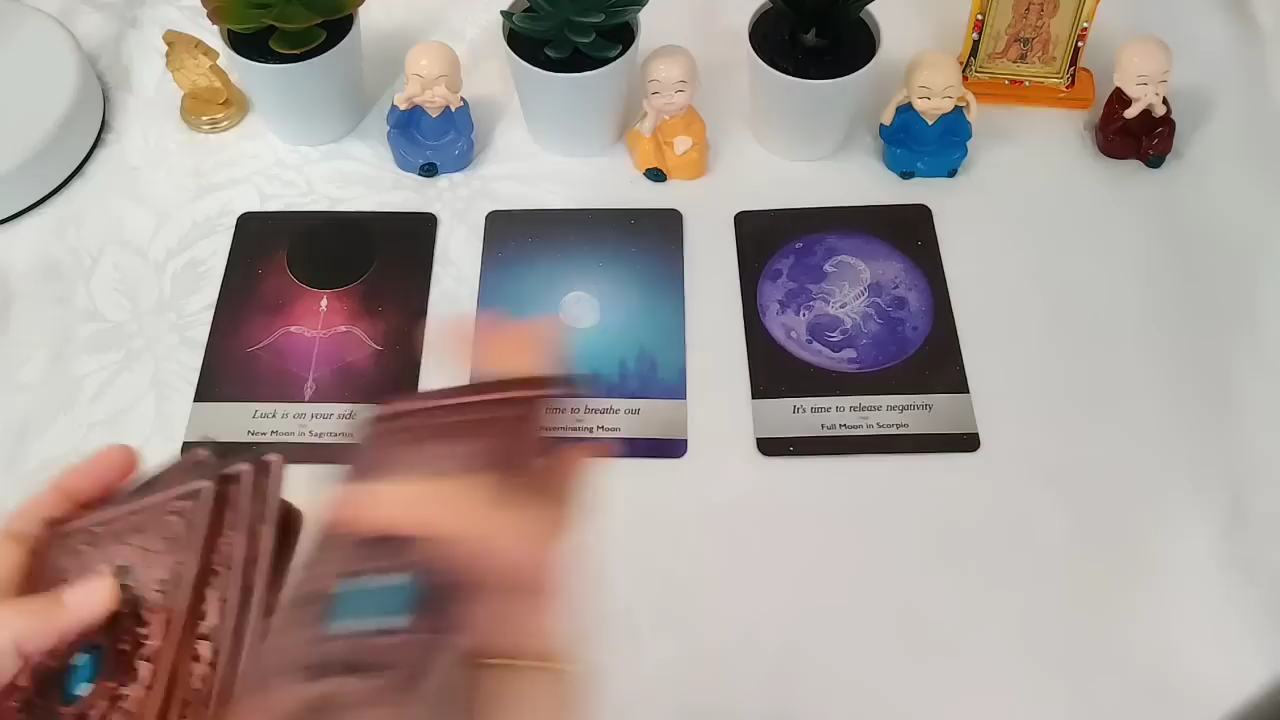 Luck is on your side
New Moon in Sagittarius
time to breathe out
Disseminating Moon
It's time to release negativity
Full Moon in Scorpio